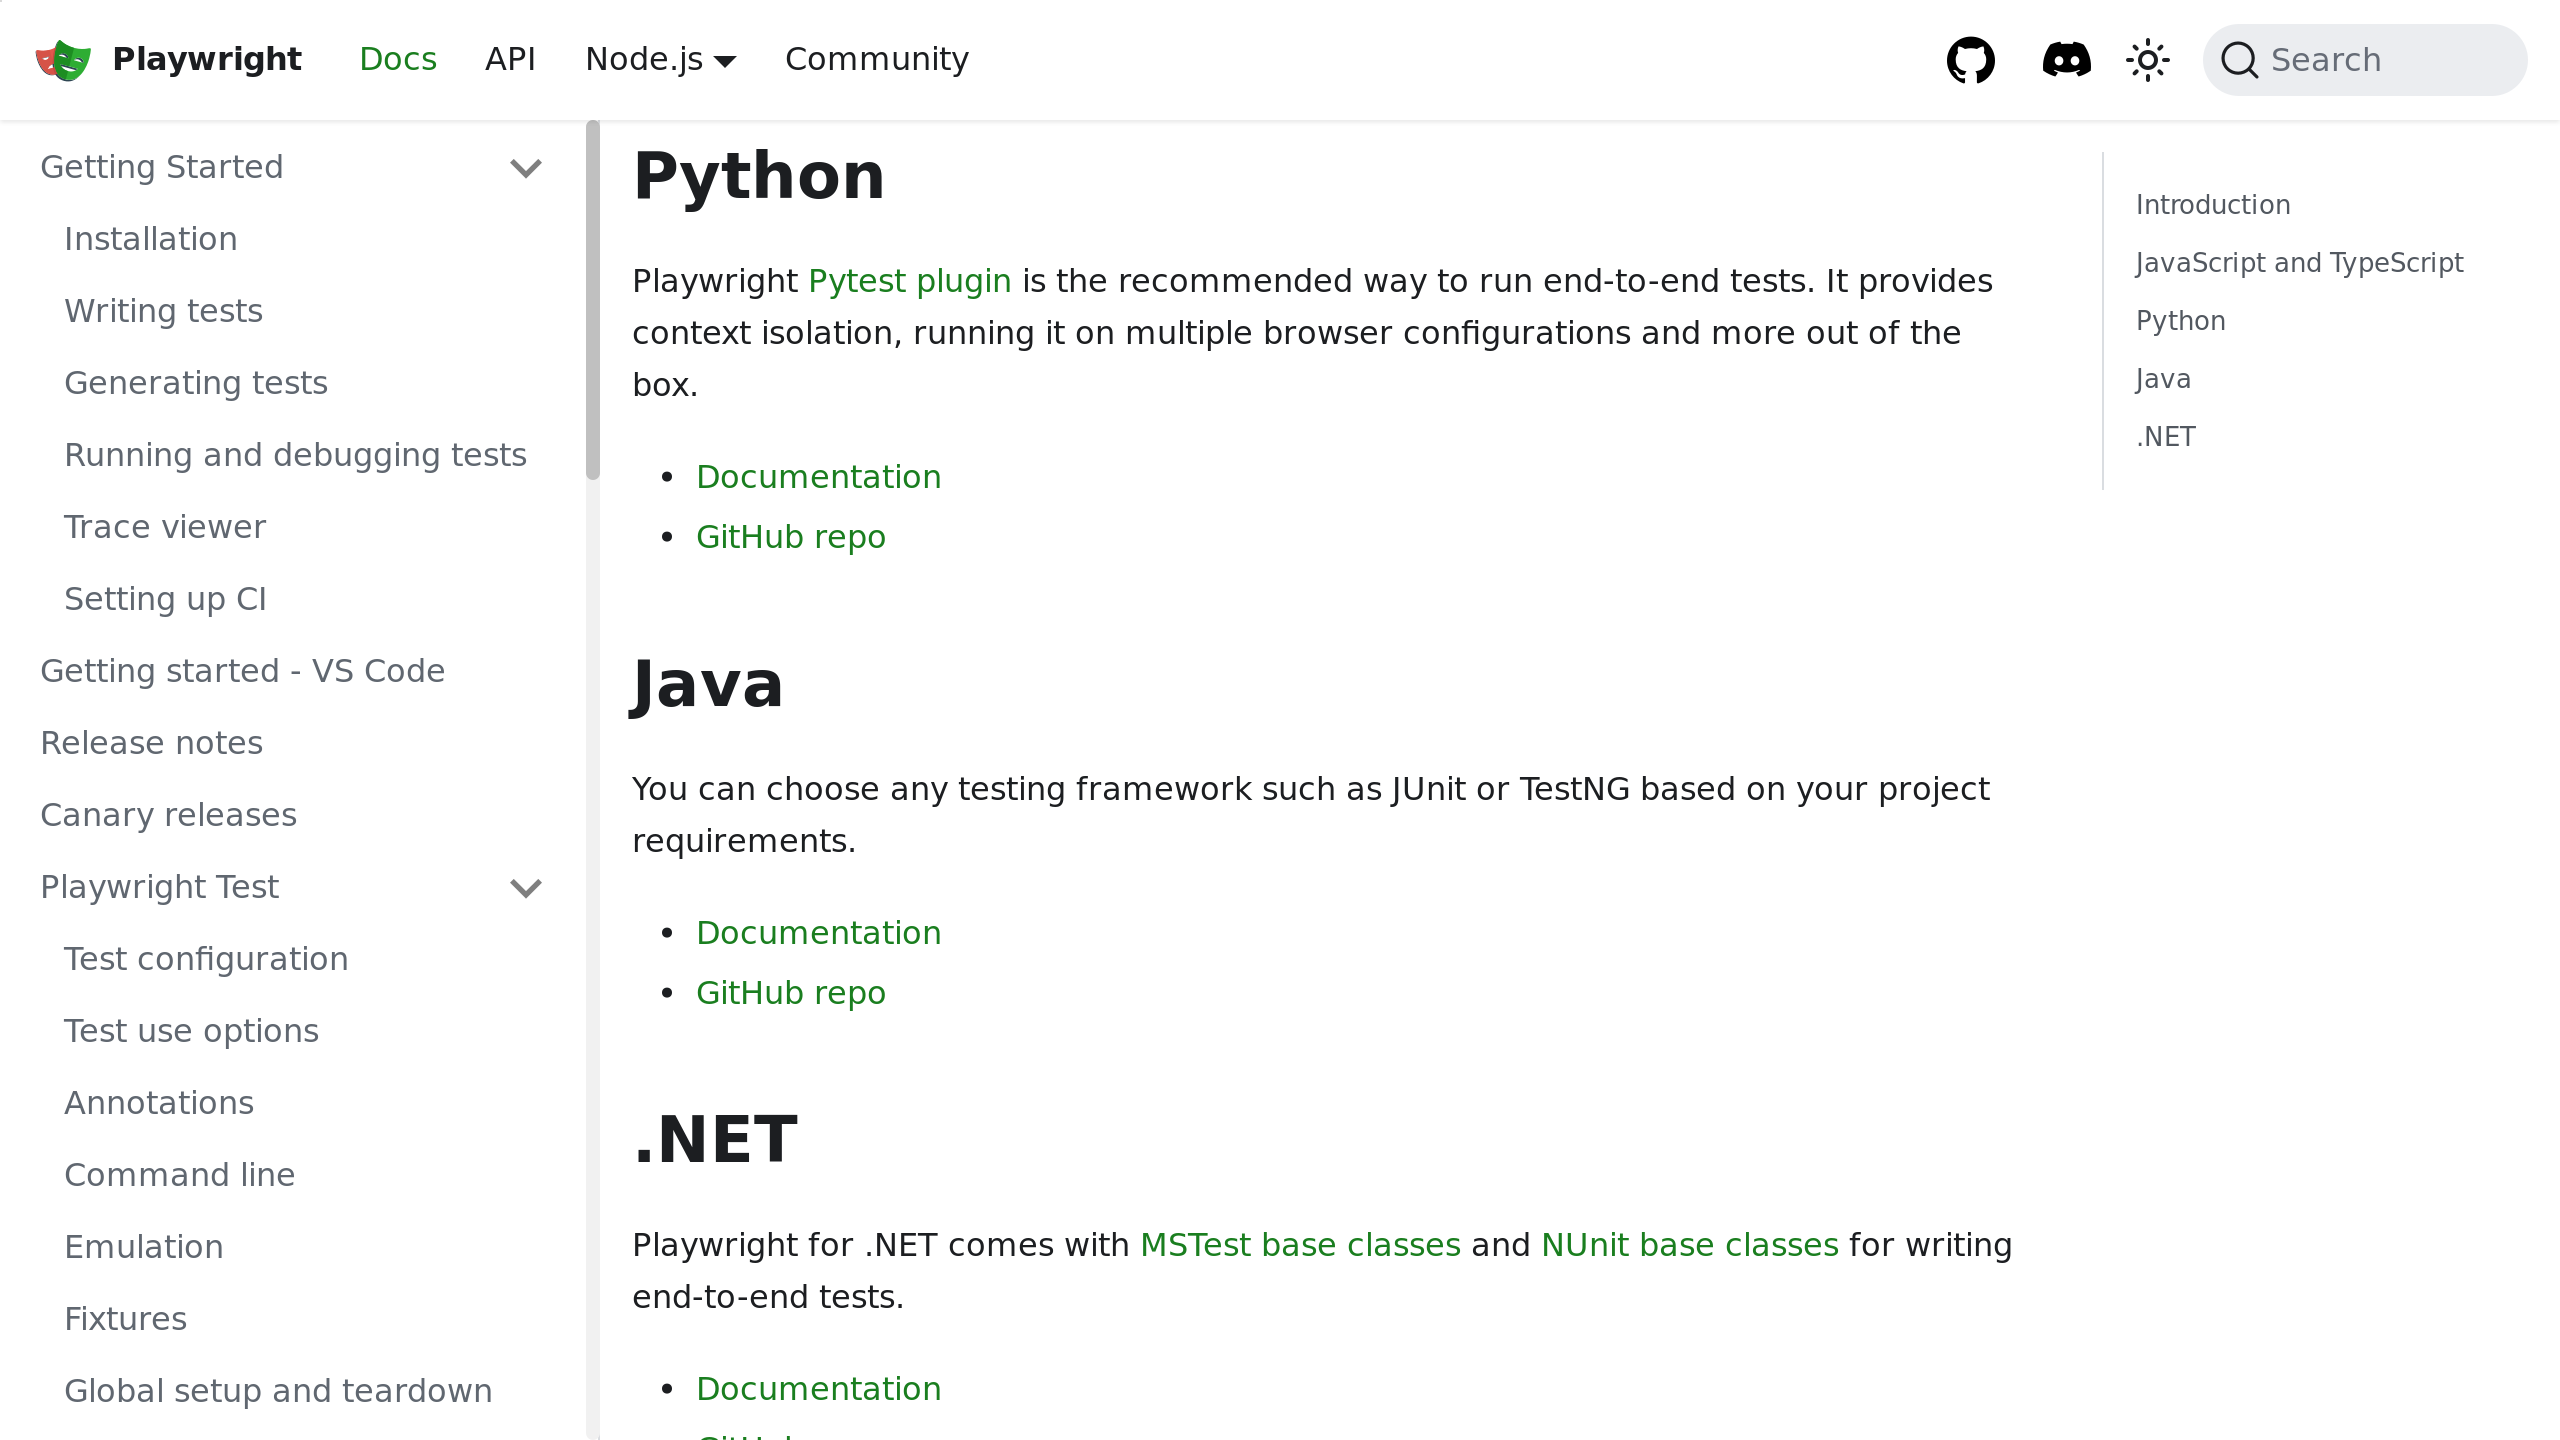 Playwright
Docs
API
Node.js
Community
Search
Getting Started
Installation
Writing tests
Generating tests
Running and debugging tests
Trace viewer
Setting up CI
Getting started - VS Code
Release notes
Canary releases
Playwright Test
Test configuration
Test use options
Annotations
Command line
Emulation
Fixtures
Global setup and teardown
Python
Playwright Pytest plugin is the recommended way to run end-to-end tests. It provides
context isolation, running it on multiple browser configurations and more out of the
box.
• Documentation
• GitHub repo
Java
You can choose any testing framework such as JUnit or TestNG based on your project
requirements.
• Documentation
• GitHub repo
.NET
Playwright for .NET comes with MSTest base classes and NUnit base classes for writing
end-to-end tests.
• Documentation
Introduction
JavaScript and TypeScript
Python
Java
.NET